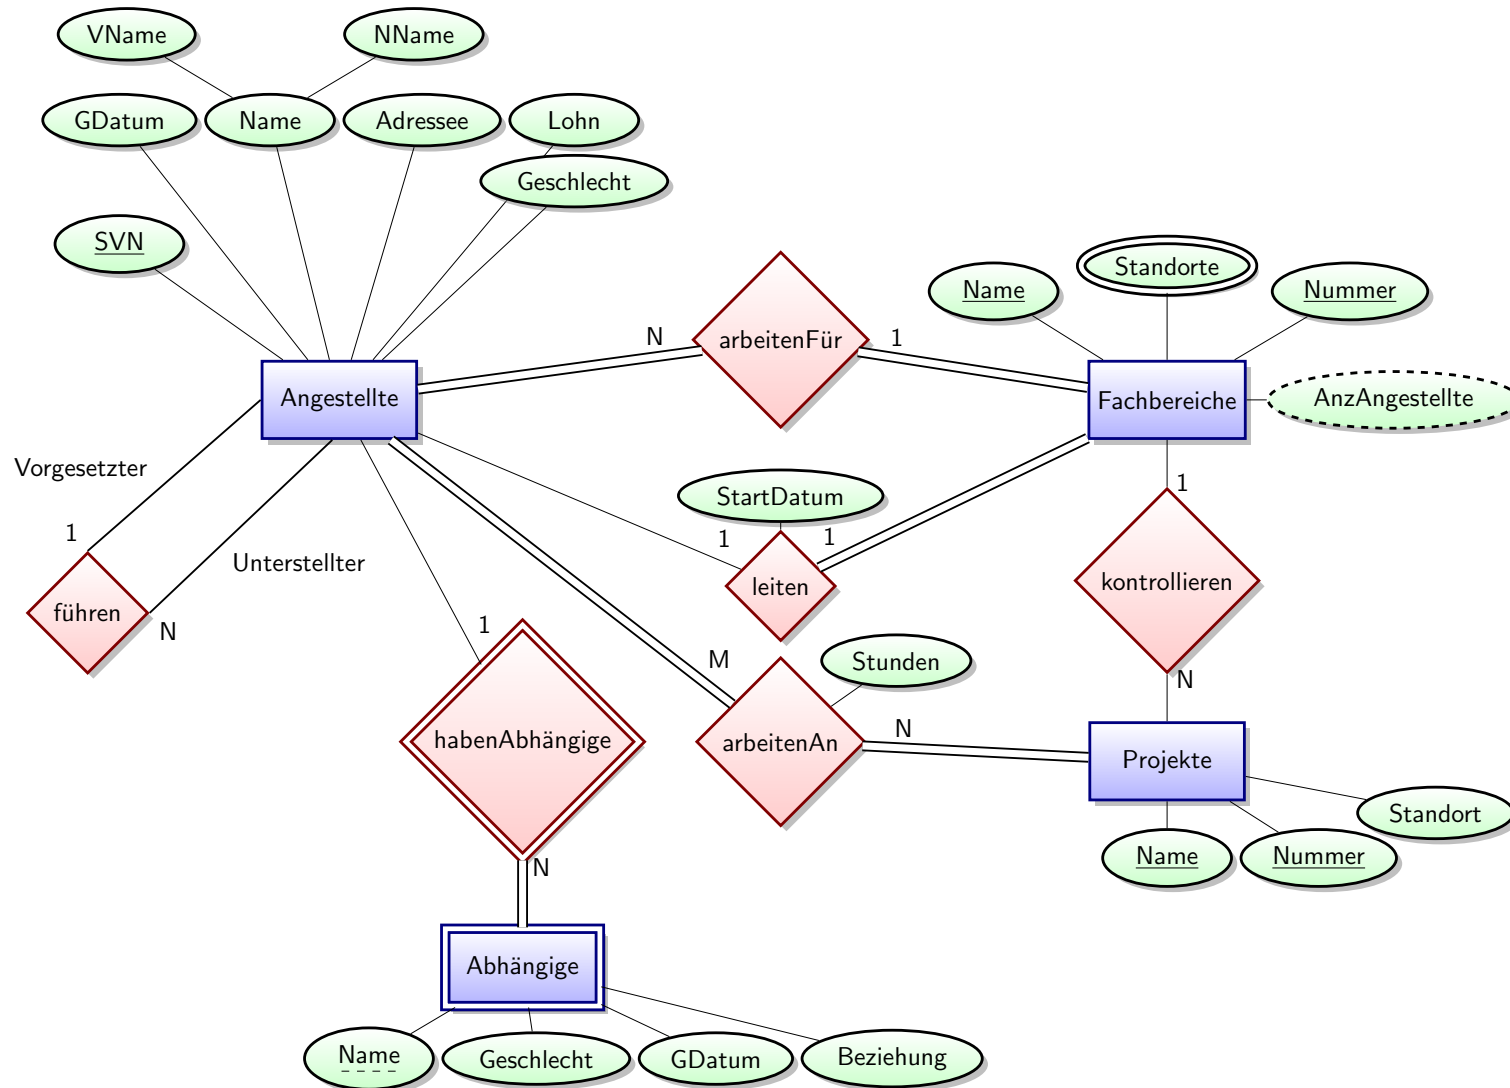 VName
NName
GDatum
Name
Adressee
Lohn
Geschlecht
SVN
Standorte
Name
Nummer
N
arbeitenFür
1
Angestellte
Fachbereiche
AnzAngestellte
Vorgesetzter
1
StartDatum
1
1
1
Unterstellter
führen
N
leiten
kontrollieren
1
M
Stunden
N
habenAbhängige
arbeitenAn
N
Projekte
Standort
Name
Nummer
N
Abhängige
Name
Geschlecht
GDatum
Beziehung